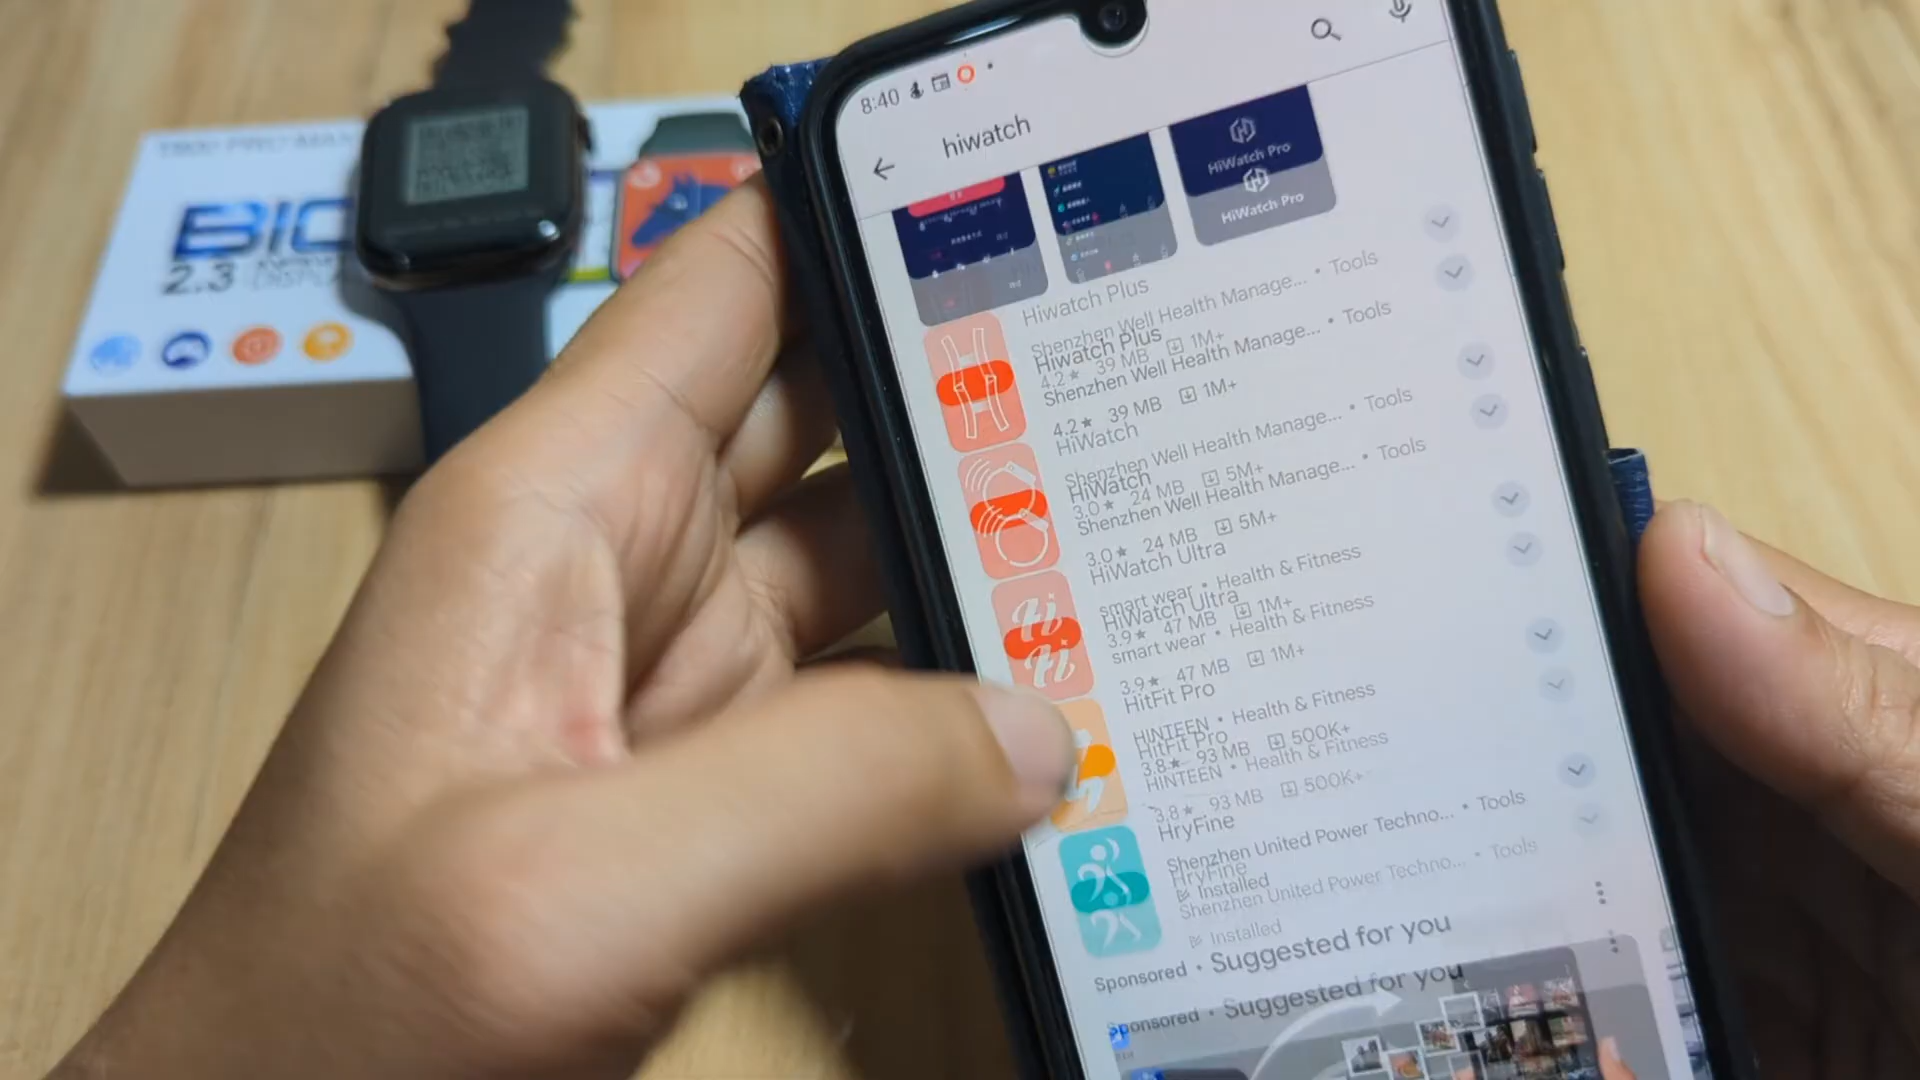 8:40
hiwatch
HiWatch Pro
HiWatch Pro
Hiwatch Plus
Shenzhen Well Health Manage... • Tools
Hiwatch Plus
4.2★ 39 MB 1M+
Shenzhen Well Health Manage... • Tools
4.2★ 39 MB 1M+
HiWatch
Shenzhen Well Health Manage... • Tools
HiWatch
3.0★ 24 MB 5M+
Shenzhen Well Health Manage... • Tools
3.0★ 24 MB 5M+
HiWatch Ultra
smart wear • Health & Fitness
HiWatch Ultra
3.9★ 47 MB 1M+
smart wear • Health & Fitness
3.9★ 47 MB 1M+
HitFit Pro
HINTEEN • Health & Fitness
HitFit Pro
3.8★ 93 MB 500K+
HINTEEN • Health & Fitness
3.8★ 93 MB 500K+
HryFine
Shenzhen United Power Techno... • Tools
HryFine
Installed
Shenzhen United Power Techno... • Tools
Installed
Sponsored • Suggested for you
Sponsored • Suggested for you
BIG
2.3